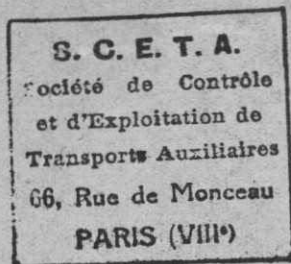 S. C. E. T. A.
Société de Contrôle
et d'Exploitation de
Transports Auxiliaires
66, Rue de Monceau
PARIS (VIIIe)